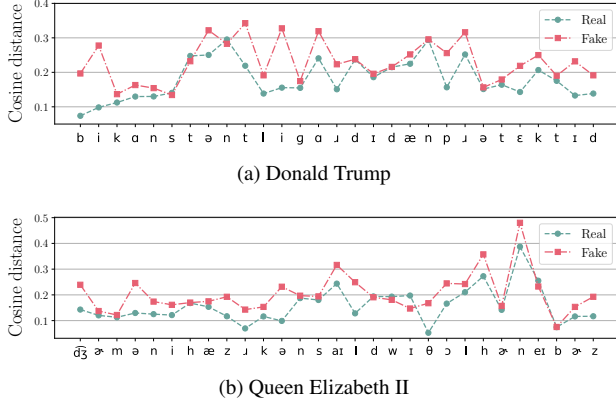 0.4
0.3
0.2
0.1
Cosine distance
Real
Fake
b i k ɑ n s t ə n t l i ɡ ɑ ɹ d ɪ d æ n p ɹ ə t ɛ k t ɪ d
(a) Donald Trump
0.5
0.4
0.3
0.2
0.1
Cosine distance
Real
Fake
d͡ʒ ɚ m ə n i h æ z ɹ k ə n s aɪ l d w ɪ θ ɔ l h ɚ n eɪ b ɚ z
(b) Queen Elizabeth II